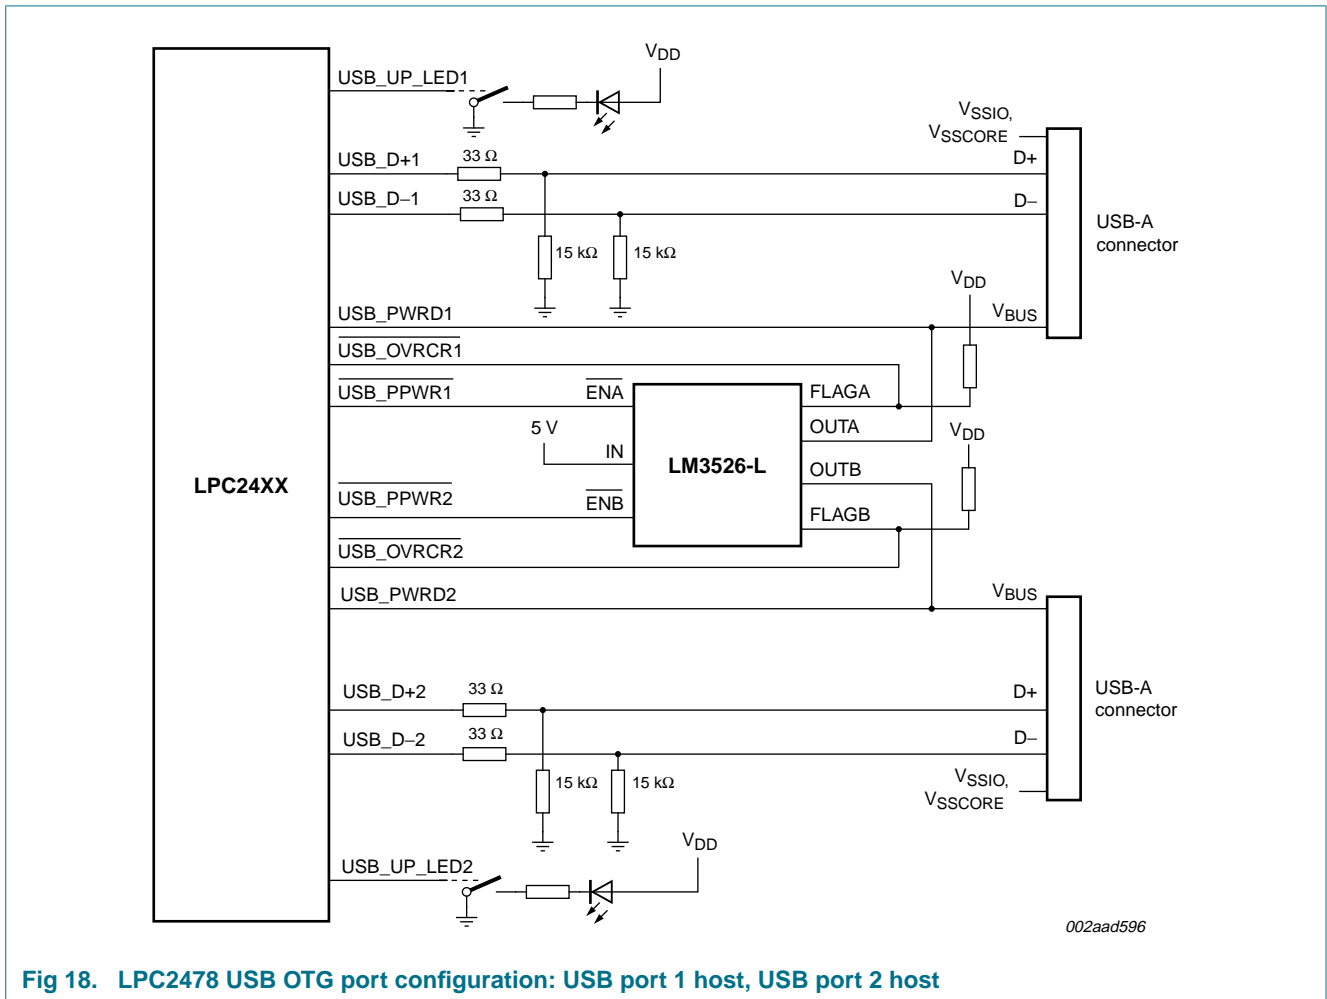 VDD
USB_UP_LED1
VSSIO,
VSSCORE
USB_D+1
33 Ω
D+
USB_D−1
33 Ω
D−
USB-A
connector
15 kΩ
15 kΩ
VDD
USB_PWRD1
VBUS
USB_OVRCR1
USB_PPWR1
ENA
FLAGA
5 V
OUTA
VDD
IN
LM3526-L
OUTB
LPC24XX
USB_PPWR2
ENB
FLAGB
USB_OVRCR2
USB_PWRD2
VBUS
USB_D+2
33 Ω
D+
USB-A
connector
USB_D−2
33 Ω
D−
15 kΩ
15 kΩ
VSSIO,
VSSCORE
VDD
USB_UP_LED2
002aad596
Fig 18. LPC2478 USB OTG port configuration: USB port 1 host, USB port 2 host